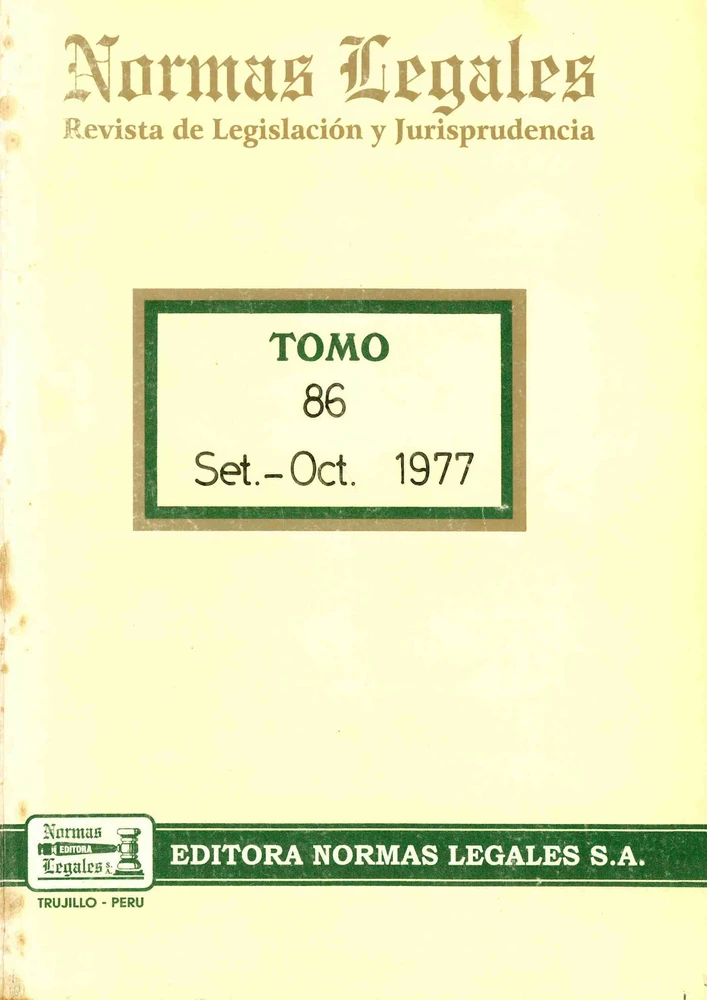 Normas Legales
Revista de Legislación y Jurisprudencia
TOMO
86
Set.-Oct. 1977
Normas
EDITORA
Legales S.A.
EDITORA NORMAS LEGALES S.A.
TRUJILLO - PERU